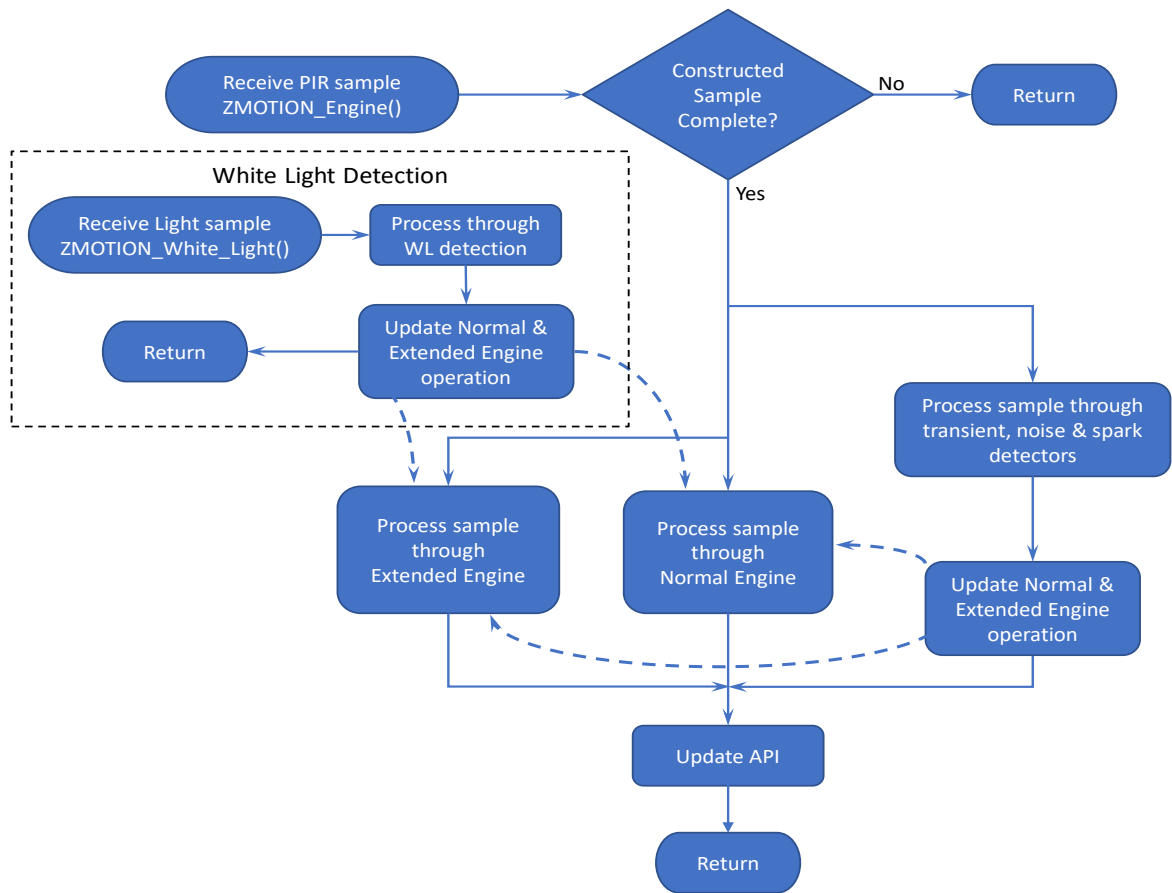 Receive PIR sample
ZMOTION_Engine()
Constructed
Sample
Complete?
No
Return
Yes
White Light Detection
Receive Light sample
ZMOTION_White_Light()
Process through
WL detection
Update Normal &
Extended Engine
operation
Return
Process sample through
transient, noise & spark
detectors
Process sample
through
Extended Engine
Process sample
through
Normal Engine
Update Normal &
Extended Engine
operation
Update API
Return